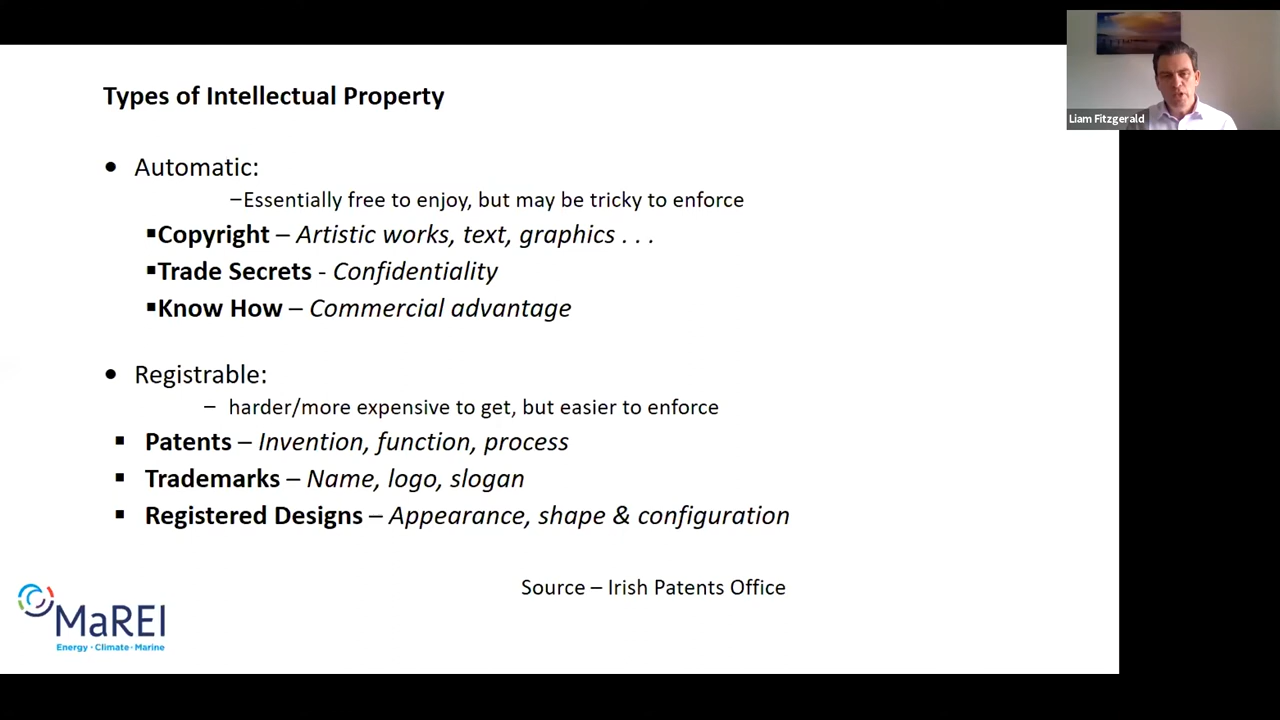 Types of Intellectual Property
Liam Fitzgerald
• Automatic:
–Essentially free to enjoy, but may be tricky to enforce
▪Copyright – Artistic works, text, graphics . . .
▪Trade Secrets - Confidentiality
▪Know How – Commercial advantage
• Registrable:
– harder/more expensive to get, but easier to enforce
▪ Patents – Invention, function, process
▪ Trademarks – Name, logo, slogan
▪ Registered Designs – Appearance, shape & configuration
Source – Irish Patents Office
MaREI
Energy · Climate · Marine